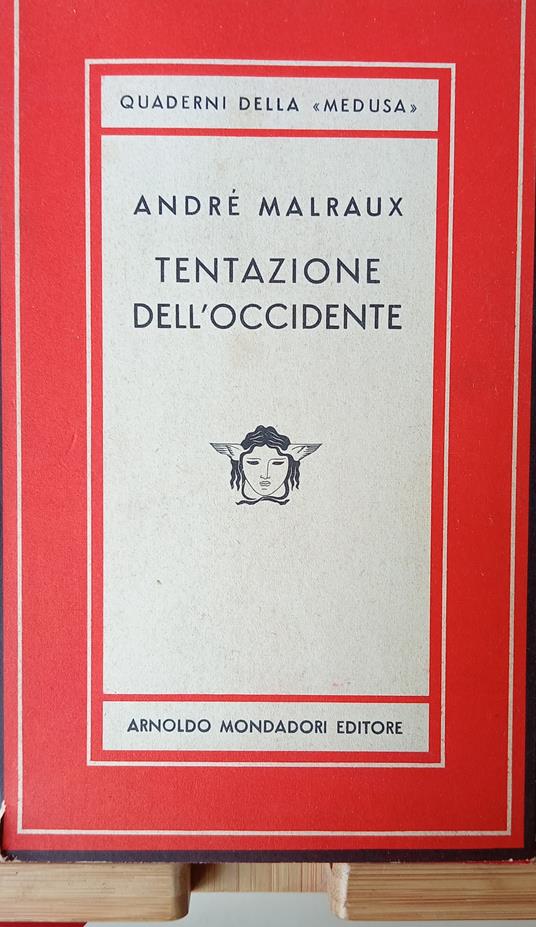 QUADERNI DELLA «MEDUSA»
ANDRÉ MALRAUX
TENTAZIONE
DELL'OCCIDENTE
ARNOLDO MONDADORI EDITORE